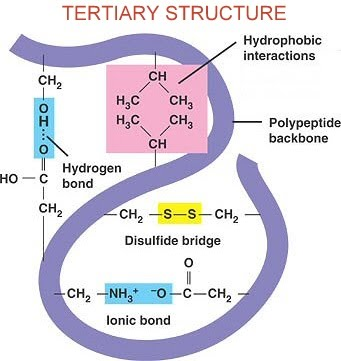 TERTIARY STRUCTURE
Hydrophobic
interactions
CH₂
CH
H₃C CH₃
H₃C CH₃
CH
O
H
O
Polypeptide
backbone
Hydrogen
bond
HO — C
CH₂
—CH₂ —S—S—CH₂ —
Disulfide bridge
O
—CH₂ —NH₃⁺ ⁻O—C—CH₂—
Ionic bond